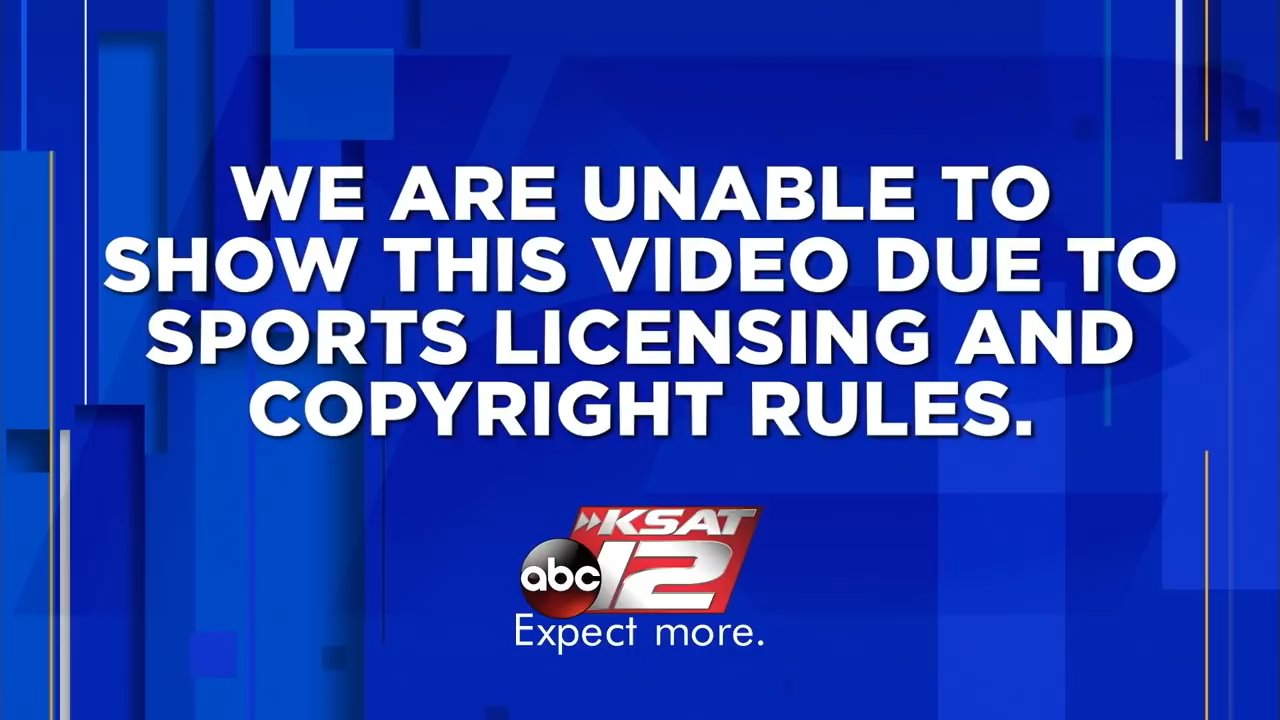 WE ARE UNABLE TO
SHOW THIS VIDEO DUE TO
SPORTS LICENSING AND
COPYRIGHT RULES.
KSAT
abc 12
Expect more.